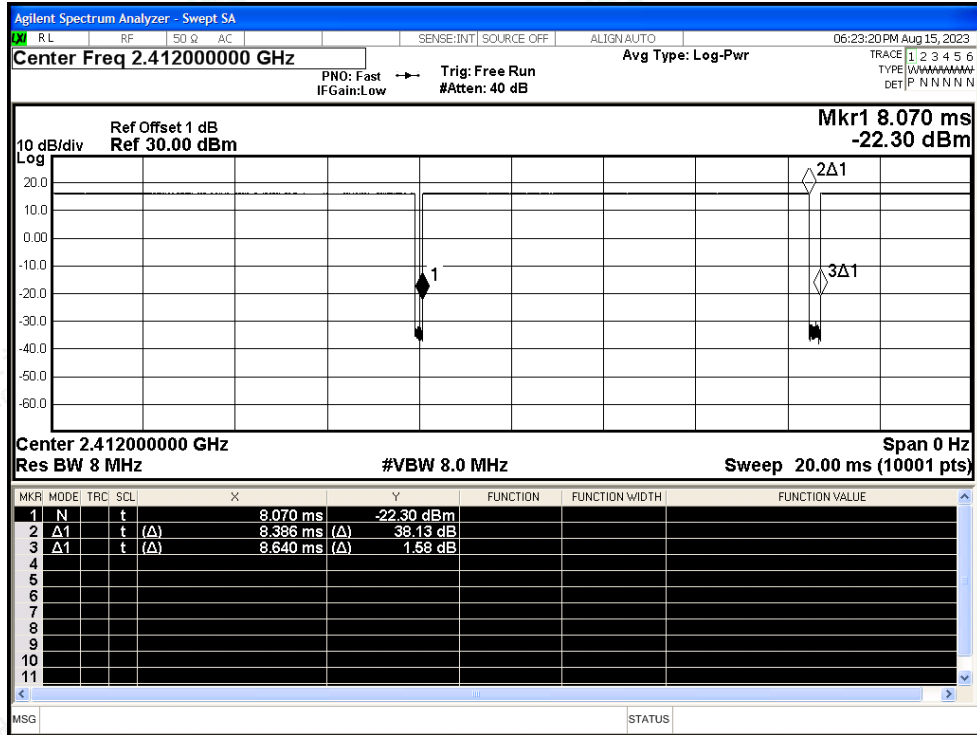 Agilent Spectrum Analyzer - Swept SA
LXI RL RF 50 Ω AC SENSE:INT SOURCE OFF ALIGN AUTO 06:23:20 PM Aug 15, 2023
Center Freq 2.412000000 GHz Avg Type: Log-Pwr TRACE 1 2 3 4 5 6
PNO: Fast Trig: Free Run TYPE WWWWWW
IFGain:Low #Atten: 40 dB DET P N N N N N
Mkr1 8.070 ms
Ref Offset 1 dB -22.30 dBm
10 dB/div Ref 30.00 dBm
Log
2Δ1
20.0
10.0
0.00
-10.0
1 3Δ1
-20.0
-30.0
-40.0
-50.0
-60.0
Center 2.412000000 GHz Span 0 Hz
Res BW 8 MHz #VBW 8.0 MHz Sweep 20.00 ms (10001 pts)
MKR MODE TRC SCL X Y FUNCTION FUNCTION WIDTH FUNCTION VALUE
1 N t 8.070 ms -22.30 dBm
2 Δ1 t (Δ) 8.386 ms (Δ) 38.13 dB
3 Δ1 t (Δ) 8.640 ms (Δ) 1.58 dB
4
5
6
7
8
9
10
11
MSG STATUS